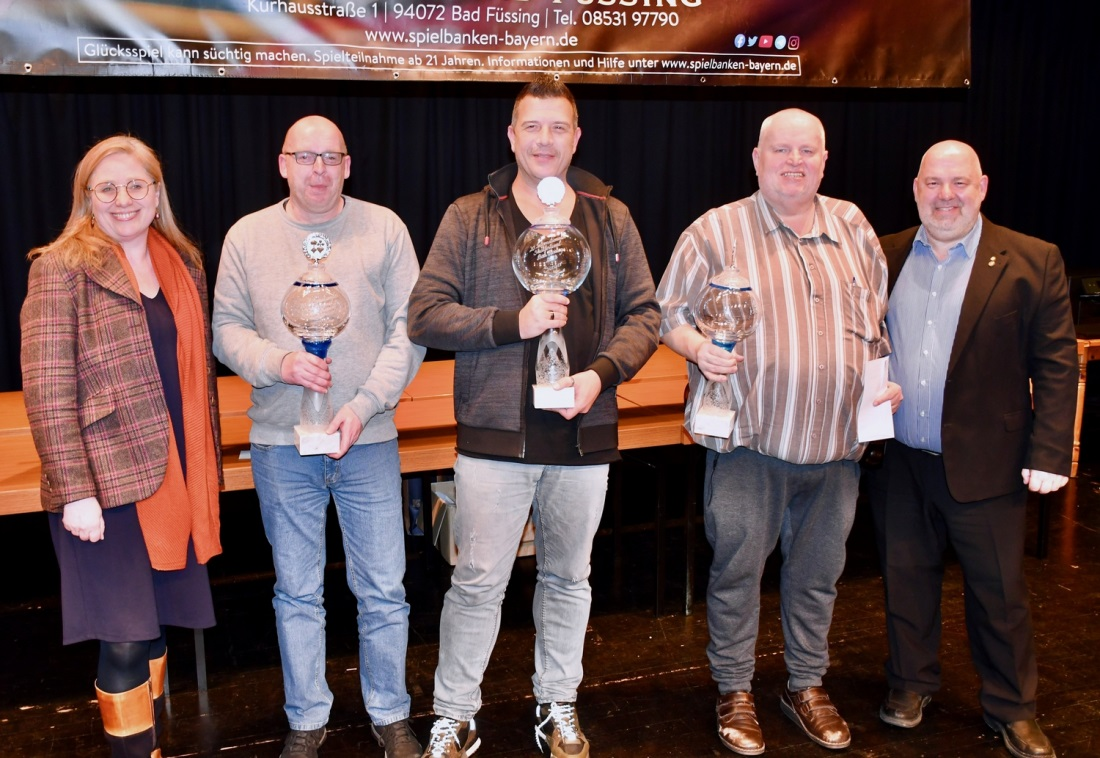 FÜSSING
Kurhausstraße 1 | 94072 Bad Füssing | Tel. 08531 97790
www.spielbanken-bayern.de
Glücksspiel kann süchtig machen. Spielteilnahme ab 21 Jahren. Informationen und Hilfe unter www.spielbanken-bayern.de